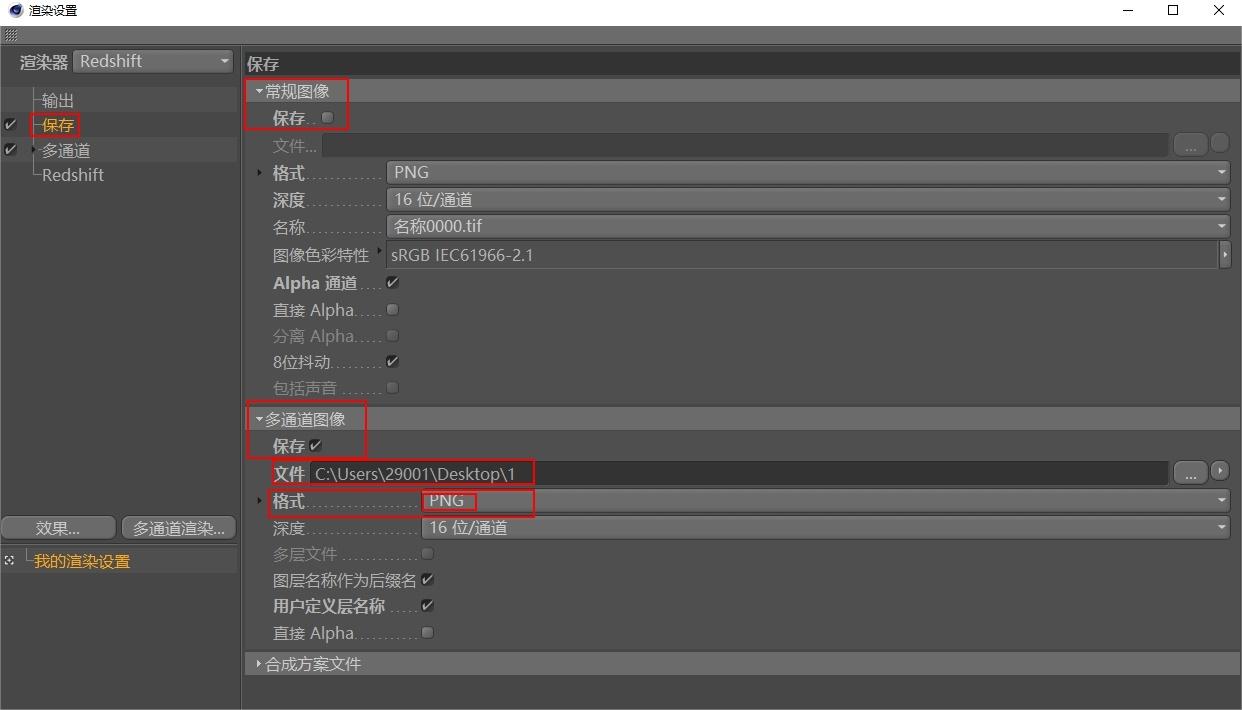 渲染设置
渲染器 Redshift
输出
保存
多通道
Redshift
效果... 多通道渲染...
我的渲染设置
保存
常规图像
保存
文件... ...
格式 PNG
深度 16 位/通道
名称 名称0000.tif
图像色彩特性 sRGB IEC61966-2.1
Alpha 通道
直接 Alpha
分离 Alpha
8位抖动
包括声音
多通道图像
保存
文件 C:\Users\29001\Desktop\1 ...
格式 PNG
深度 16 位/通道
多层文件
图层名称作为后缀名
用户定义层名称
直接 Alpha
合成方案文件